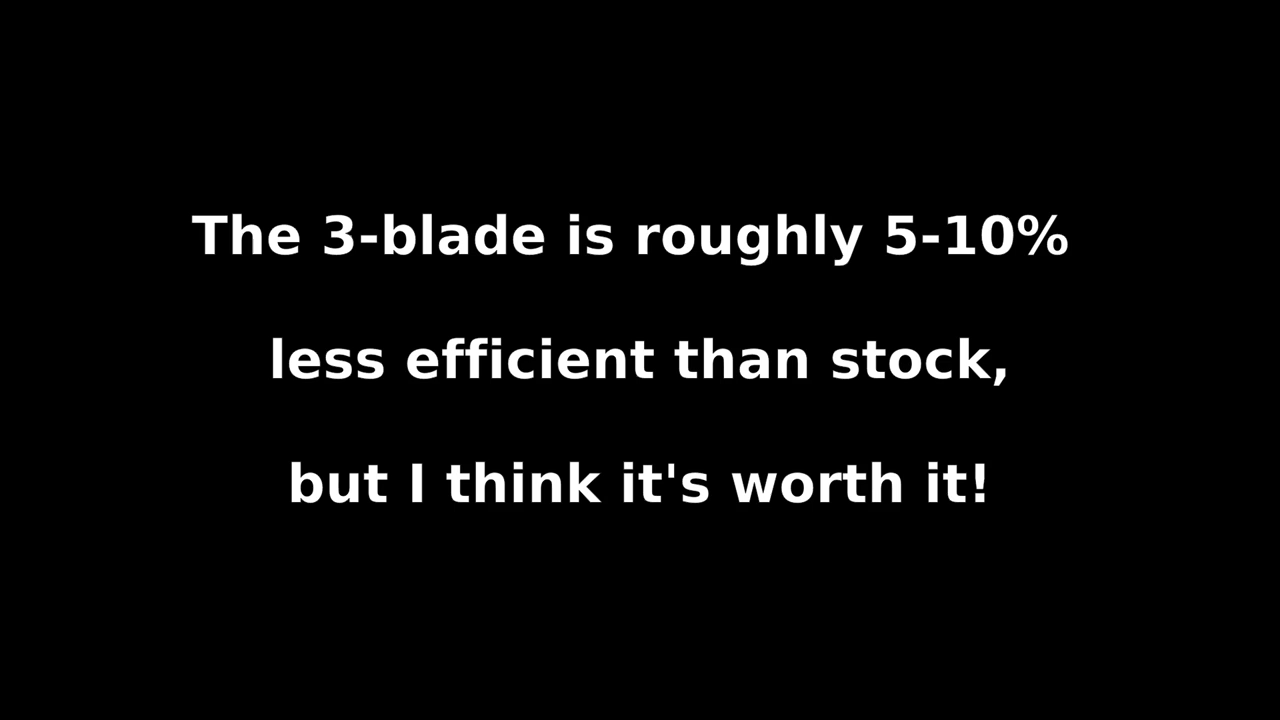 The 3-blade is roughly 5-10%
less efficient than stock,
but I think it's worth it!